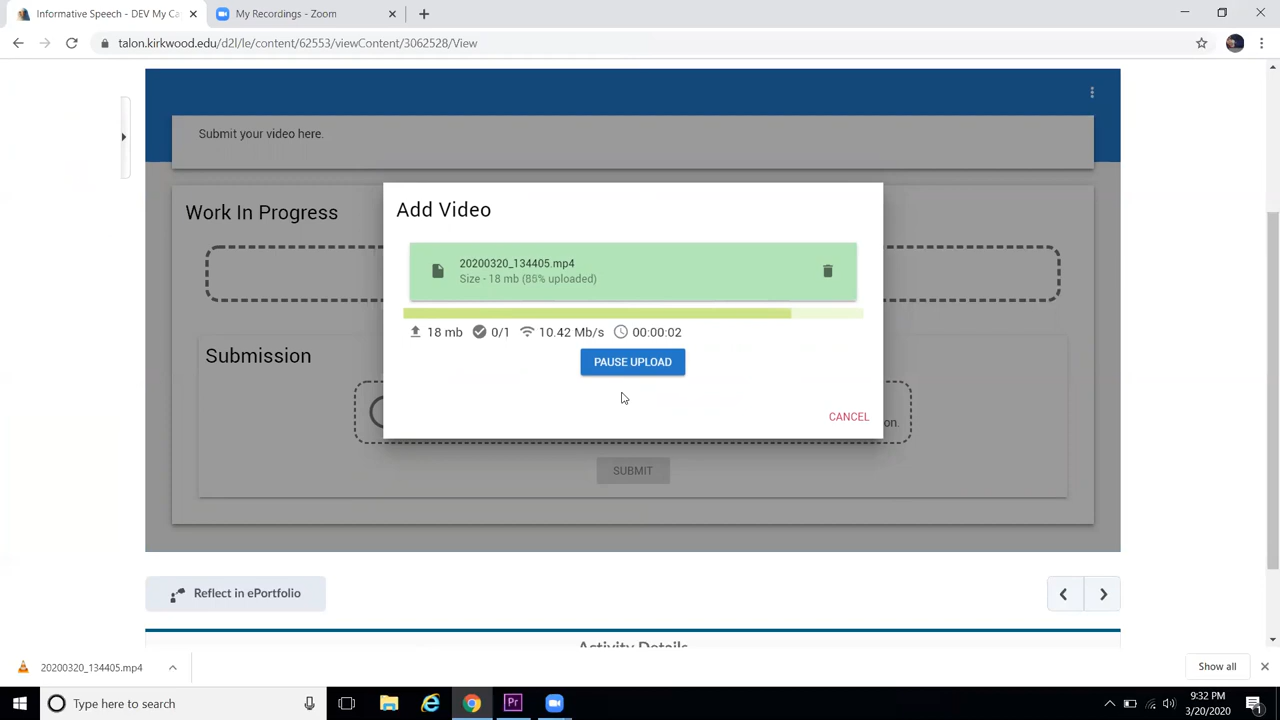 Informative Speech - DEV My Ca
My Recordings - Zoom
talon.kirkwood.edu/d2l/le/content/62553/viewContent/3062528/View
Submit your video here.
Work In Progress
Add Video
20200320_134405.mp4
Size - 18 mb (85% uploaded)
18 mb 0/1 10.42 Mb/s 00:00:02
PAUSE UPLOAD
CANCEL
Submission
on.
SUBMIT
Reflect in ePortfolio
Activity Details
20200320_134405.mp4
Show all
Type here to search
9:32 PM
3/20/2020
1